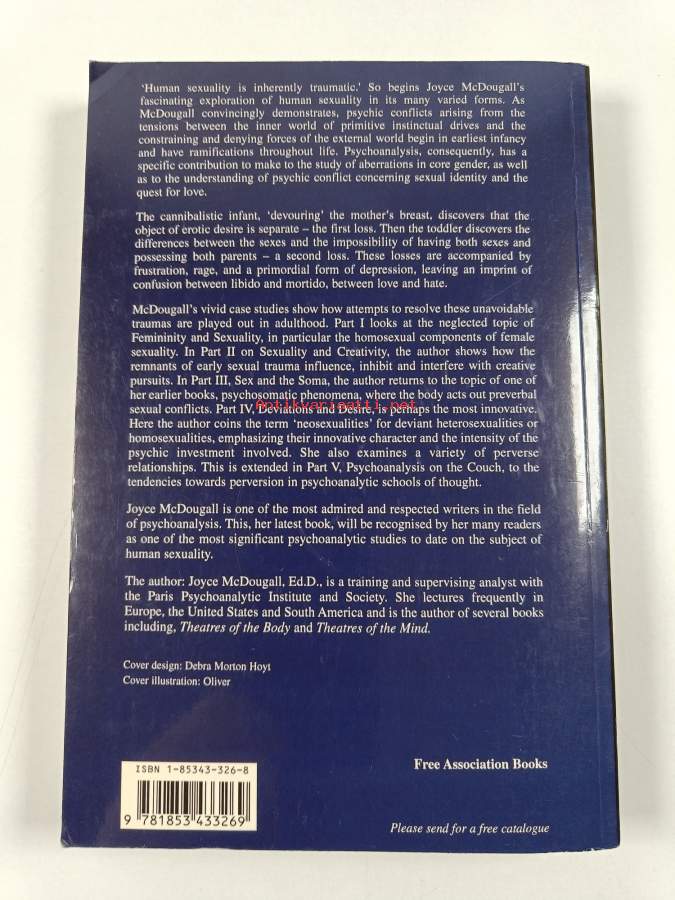 ‘Human sexuality is inherently traumatic.’ So begins Joyce McDougall’s
fascinating exploration of human sexuality in its many varied forms. As
McDougall convincingly demonstrates, psychic conflicts arising from the
tensions between the inner world of primitive instinctual drives and the
constraining and denying forces of the external world begin in earliest infancy
and have ramifications throughout life. Psychoanalysis, consequently, has a
specific contribution to make to the study of aberrations in core gender, as well
as to the understanding of psychic conflict concerning sexual identity and the
quest for love.
The cannibalistic infant, ‘devouring’ the mother’s breast, discovers that the
object of erotic desire is separate – the first loss. Then the toddler discovers the
differences between the sexes and the impossibility of having both sexes and
possessing both parents – a second loss. These losses are accompanied by
frustration, rage, and a primordial form of depression, leaving an imprint of
confusion between libido and mortido, between love and hate.
McDougall’s vivid case studies show how attempts to resolve these unavoidable
traumas are played out in adulthood. Part I looks at the neglected topic of
Femininity and Sexuality, in particular the homosexual components of female
sexuality. In Part II on Sexuality and Creativity, the author shows how the
remnants of early sexual trauma influence, inhibit and interfere with creative
pursuits. In Part III, Sex and the Soma, the author returns to the topic of one of
her earlier books, psychosomatic phenomena, where the body acts out preverbal
sexual conflicts. Part IV, Deviations and Desire, is perhaps the most innovative.
Antikvariaatti.net
Here the author coins the term ‘neosexualities’ for deviant heterosexualities or
homosexualities, emphasizing their innovative character and the intensity of the
psychic investment involved. She also examines a variety of perverse
relationships. This is extended in Part V, Psychoanalysis on the Couch, to the
tendencies towards perversion in psychoanalytic schools of thought.
Joyce McDougall is one of the most admired and respected writers in the field
of psychoanalysis. This, her latest book, will be recognised by her many readers
as one of the most significant psychoanalytic studies to date on the subject of
human sexuality.
The author: Joyce McDougall, Ed.D., is a training and supervising analyst with
the Paris Psychoanalytic Institute and Society. She lectures frequently in
Europe, the United States and South America and is the author of several books
including, Theatres of the Body and Theatres of the Mind.
Cover design: Debra Morton Hoyt
Cover illustration: Oliver
ISBN 1-85343-326-8
9 781853 433269
Free Association Books
Please send for a free catalogue